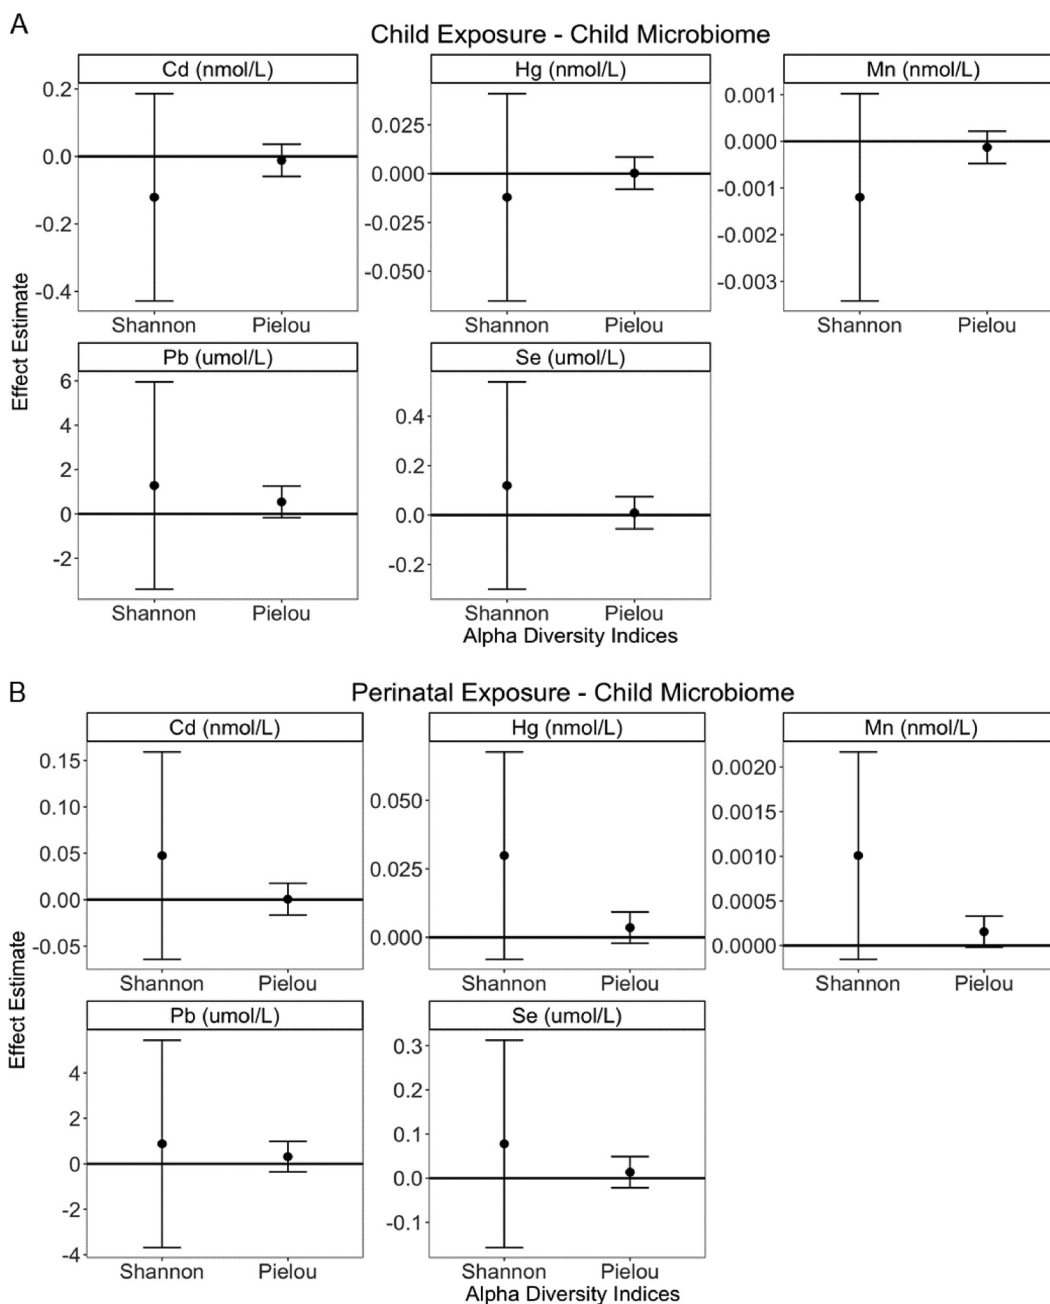 A
Child Exposure - Child Microbiome
Cd (nmol/L)
Hg (nmol/L)
Mn (nmol/L)
0.2
0.0
-0.2
-0.4
0.025
0.000
-0.025
-0.050
0.001
0.000
-0.001
-0.002
-0.003
Shannon Pielou
Shannon Pielou
Shannon Pielou
Effect Estimate
Pb (umol/L)
Se (umol/L)
6
4
2
0
-2
0.4
0.2
0.0
-0.2
Shannon Pielou
Shannon Pielou
Alpha Diversity Indices
B
Perinatal Exposure - Child Microbiome
Cd (nmol/L)
Hg (nmol/L)
Mn (nmol/L)
0.15
0.10
0.05
0.00
-0.05
0.050
0.025
0.000
0.0020
0.0015
0.0010
0.0005
0.0000
Shannon Pielou
Shannon Pielou
Shannon Pielou
Effect Estimate
Pb (umol/L)
Se (umol/L)
4
2
0
-2
-4
0.3
0.2
0.1
0.0
-0.1
Shannon Pielou
Shannon Pielou
Alpha Diversity Indices